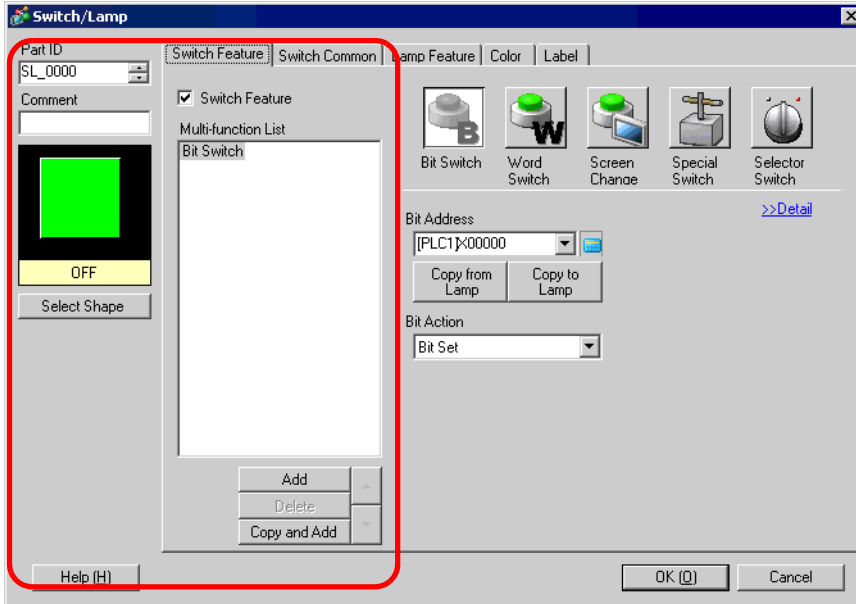 Switch/Lamp
Part ID
SL_0000
Comment
OFF
Select Shape
Switch Feature
Switch Common
Lamp Feature
Color
Label
Switch Feature
Multi-function List
Bit Switch
Add
Delete
Copy and Add
Bit Switch
Word
Switch
Screen
Change
Special
Switch
Selector
Switch
>>Detail
Bit Address
[PLC1]X00000
Copy from
Lamp
Copy to
Lamp
Bit Action
Bit Set
Help (H)
OK (O)
Cancel